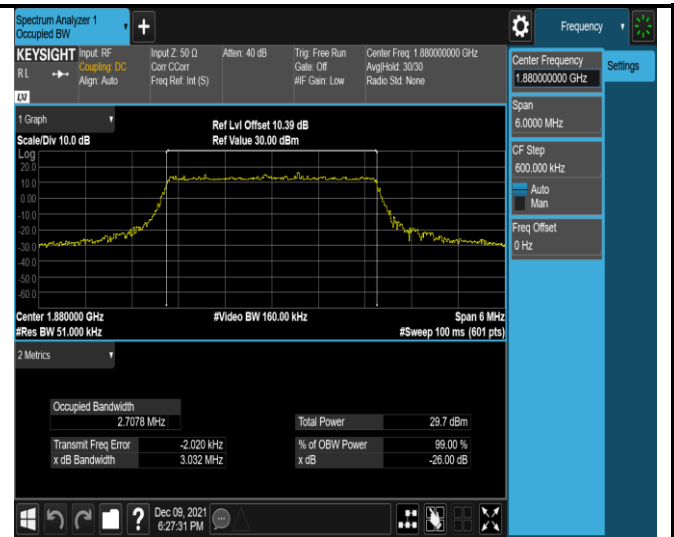 Spectrum Analyzer 1
Occupied BW
+
Frequency
KEYSIGHT
R L
LXI
Input: RF
Coupling: DC
Align: Auto
Input Z: 50 Ω
Corr CCorr
Freq Ref: Int (S)
Atten: 40 dB
Trig: Free Run
Gate: Off
#IF Gain: Low
Center Freq: 1.880000000 GHz
Avg|Hold: 30/30
Radio Std: None
Center Frequency
1.880000000 GHz
Settings
Span
6.0000 MHz
CF Step
600.000 kHz
Auto
Man
Freq Offset
0 Hz
1 Graph
Scale/Div 10.0 dB
Ref Lvl Offset 10.39 dB
Ref Value 30.00 dBm
Log
20.0
10.0
0.00
-10.0
-20.0
-30.0
-40.0
-50.0
-60.0
Center 1.880000 GHz
#Res BW 51.000 kHz
#Video BW 160.00 kHz
Span 6 MHz
#Sweep 100 ms (601 pts)
2 Metrics
Occupied Bandwidth
2.7078 MHz
Total Power 29.7 dBm
Transmit Freq Error -2.020 kHz
% of OBW Power 99.00 %
x dB Bandwidth 3.032 MHz
x dB -26.00 dB
?
Dec 09, 2021
6:27:31 PM